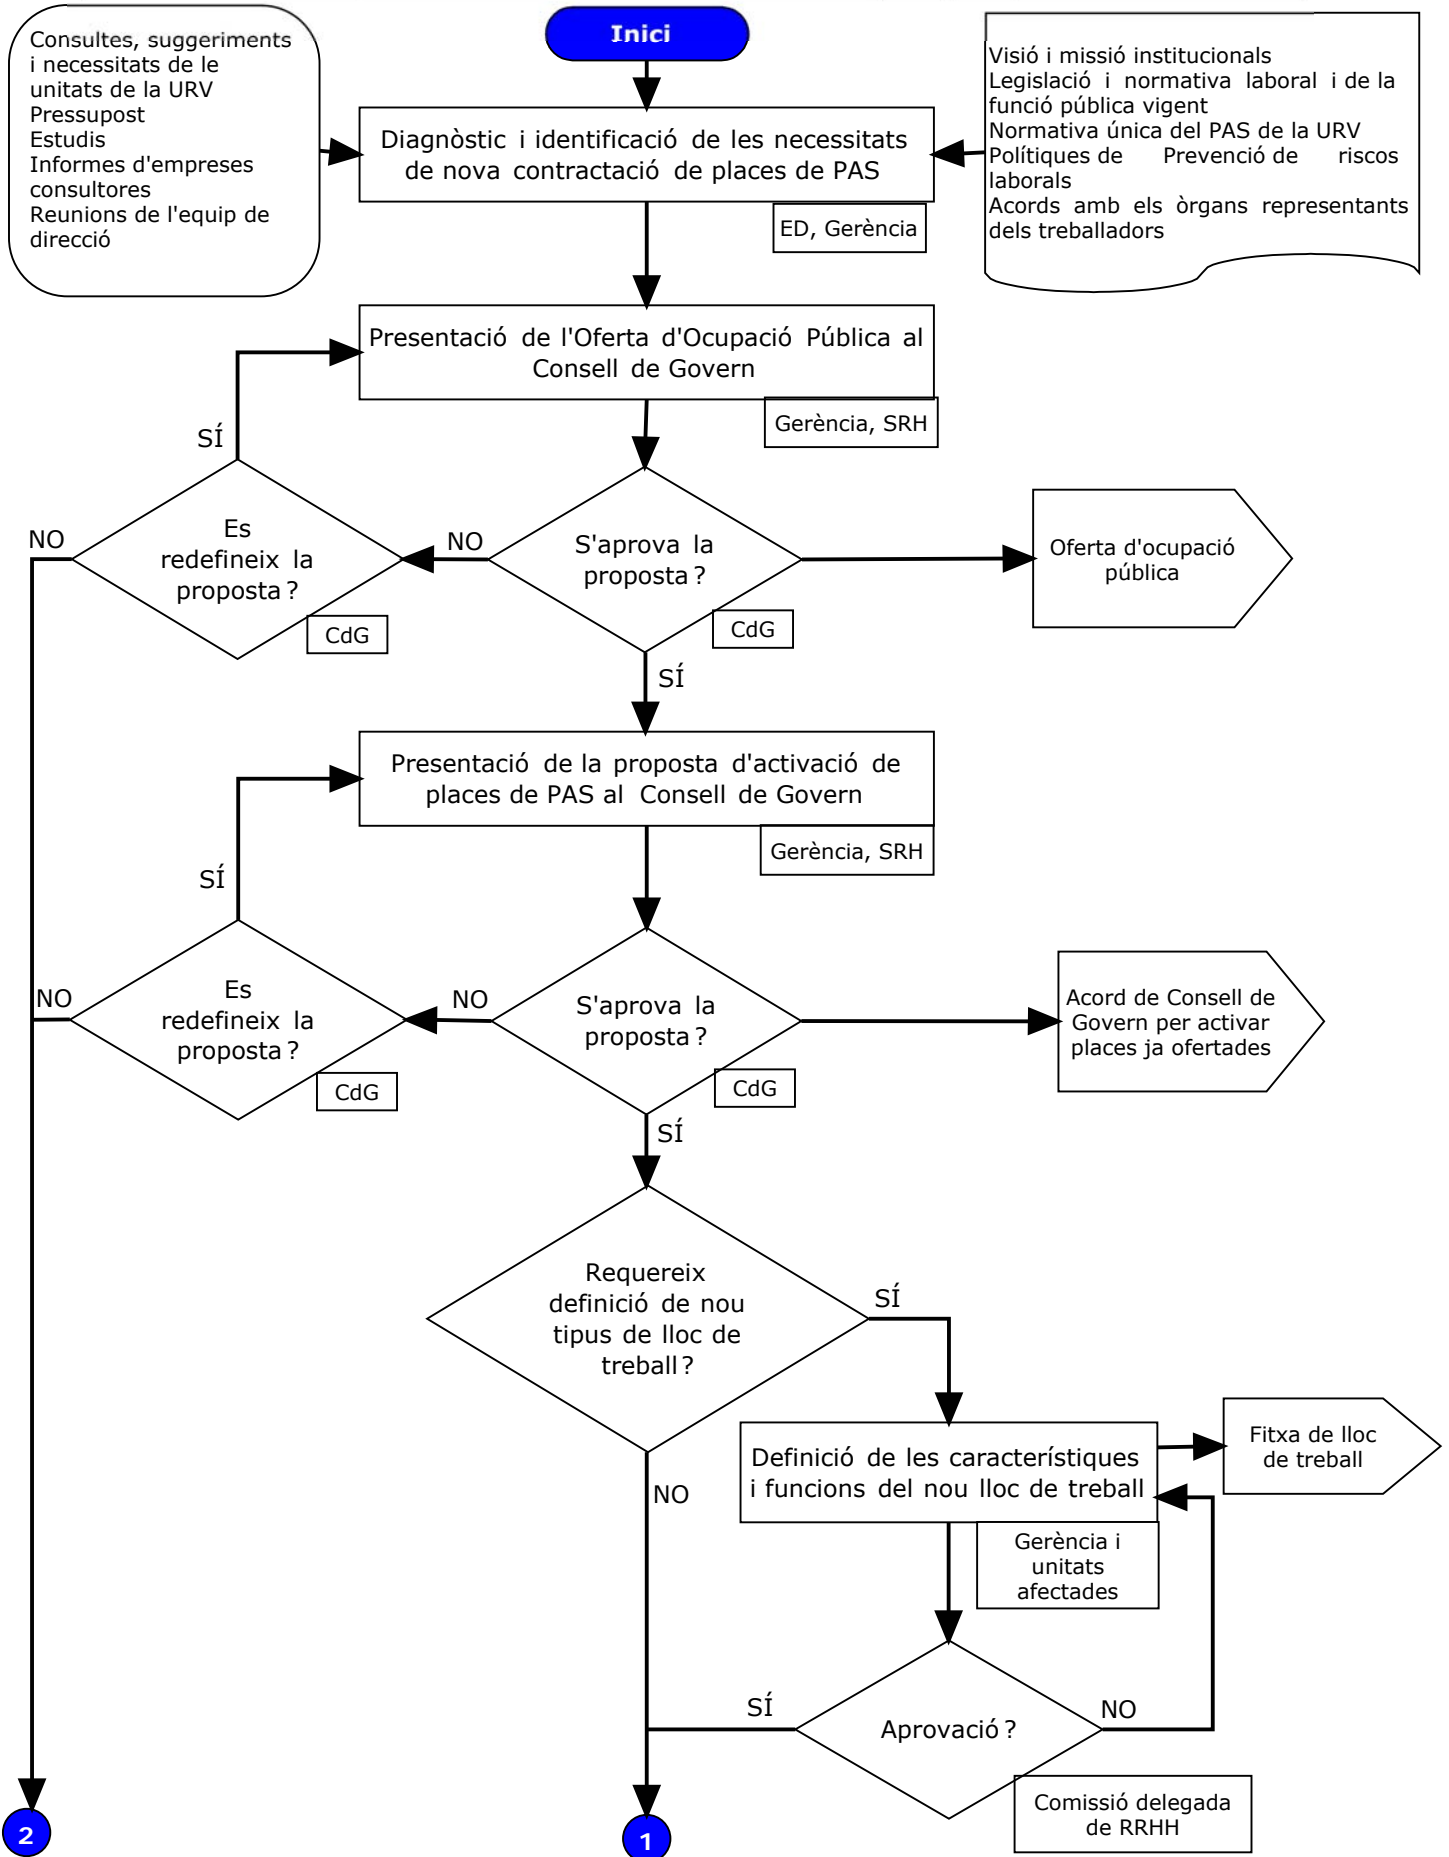 Inici
Consultes, suggeriments
i necessitats de le
unitats de la URV
Pressupost
Estudis
Informes d'empreses
consultores
Reunions de l'equip de
direcció
Visió i missió institucionals
Legislació i normativa laboral i de la
funció pública vigent
Normativa única del PAS de la URV
Polítiques de Prevenció de riscos
laborals
Acords amb els òrgans representants
dels treballadors
Diagnòstic i identificació de les necessitats
de nova contractació de places de PAS
ED, Gerència
Presentació de l'Oferta d'Ocupació Pública al
Consell de Govern
Gerència, SRH
SÍ
NO
Es
redefineix la
proposta?
CdG
NO
S'aprova la
proposta?
CdG
Oferta d'ocupació
pública
SÍ
Presentació de la proposta d'activació de
places de PAS al Consell de Govern
Gerència, SRH
SÍ
NO
Es
redefineix la
proposta?
CdG
NO
S'aprova la
proposta?
CdG
Acord de Consell de
Govern per activar
places ja ofertades
SÍ
Requereix
definició de nou
tipus de lloc de
treball?
SÍ
NO
Definició de les característiques
i funcions del nou lloc de treball
Gerència i
unitats
afectades
Fitxa de lloc
de treball
SÍ
Aprovació?
NO
Comissió delegada
de RRHH
2
1